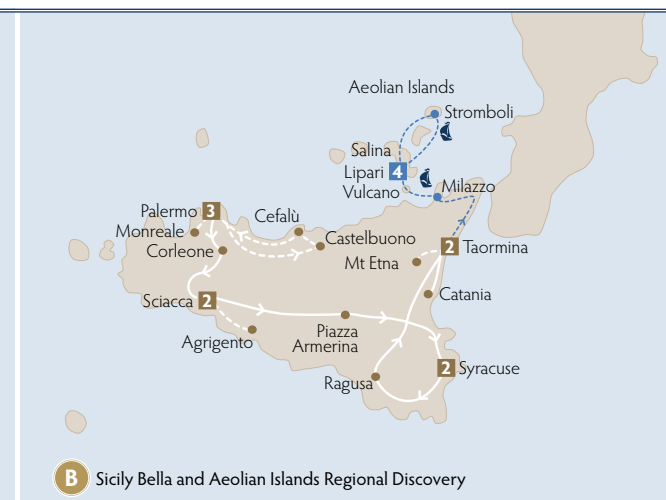 Aeolian Islands
Stromboli
Salina
Lipari 4
Vulcano
Milazzo
Palermo 3
Monreale
Cefalù
Corleone
Castelbuono
2 Taormina
Mt Etna
Sciacca 2
Catania
Agrigento
Piazza
Armerina
2 Syracuse
Ragusa
B Sicily Bella and Aeolian Islands Regional Discovery